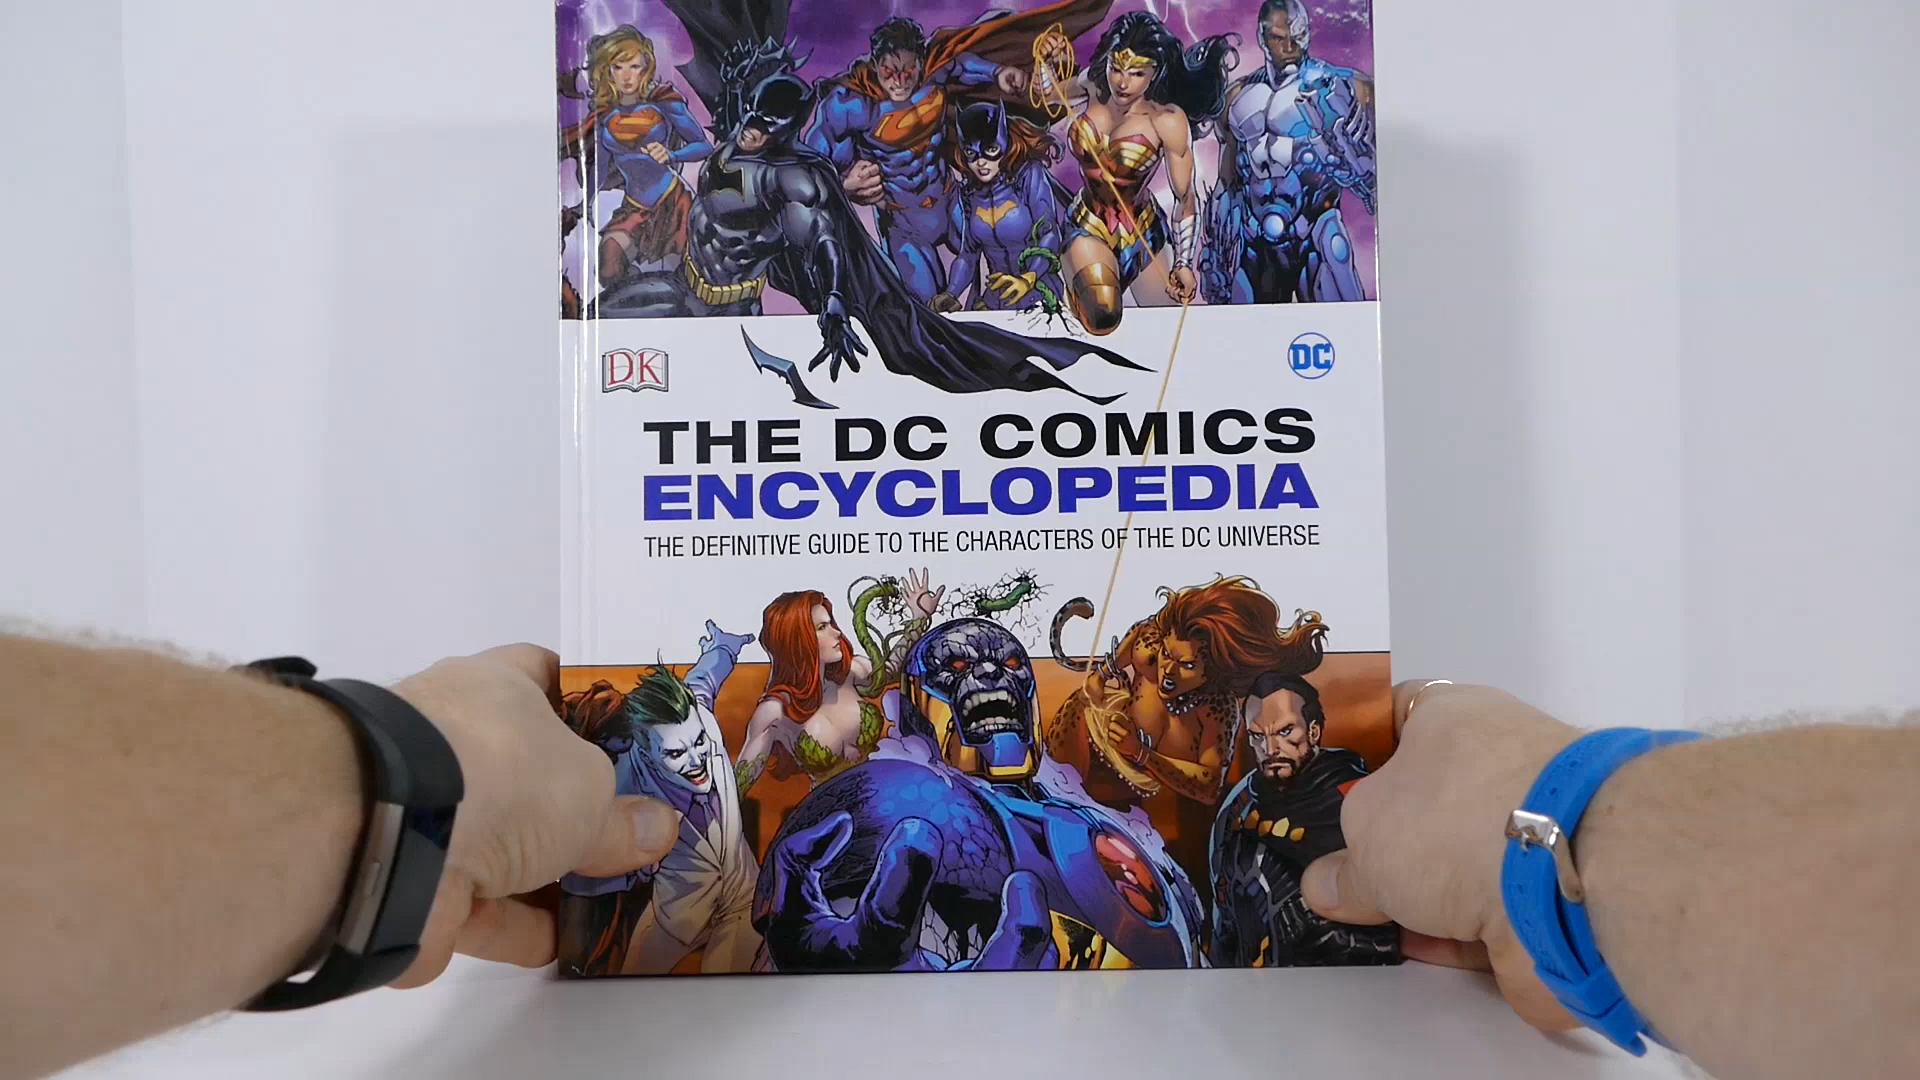 DK
DC
THE DC COMICS
ENCYCLOPEDIA
THE DEFINITIVE GUIDE TO THE CHARACTERS OF THE DC UNIVERSE